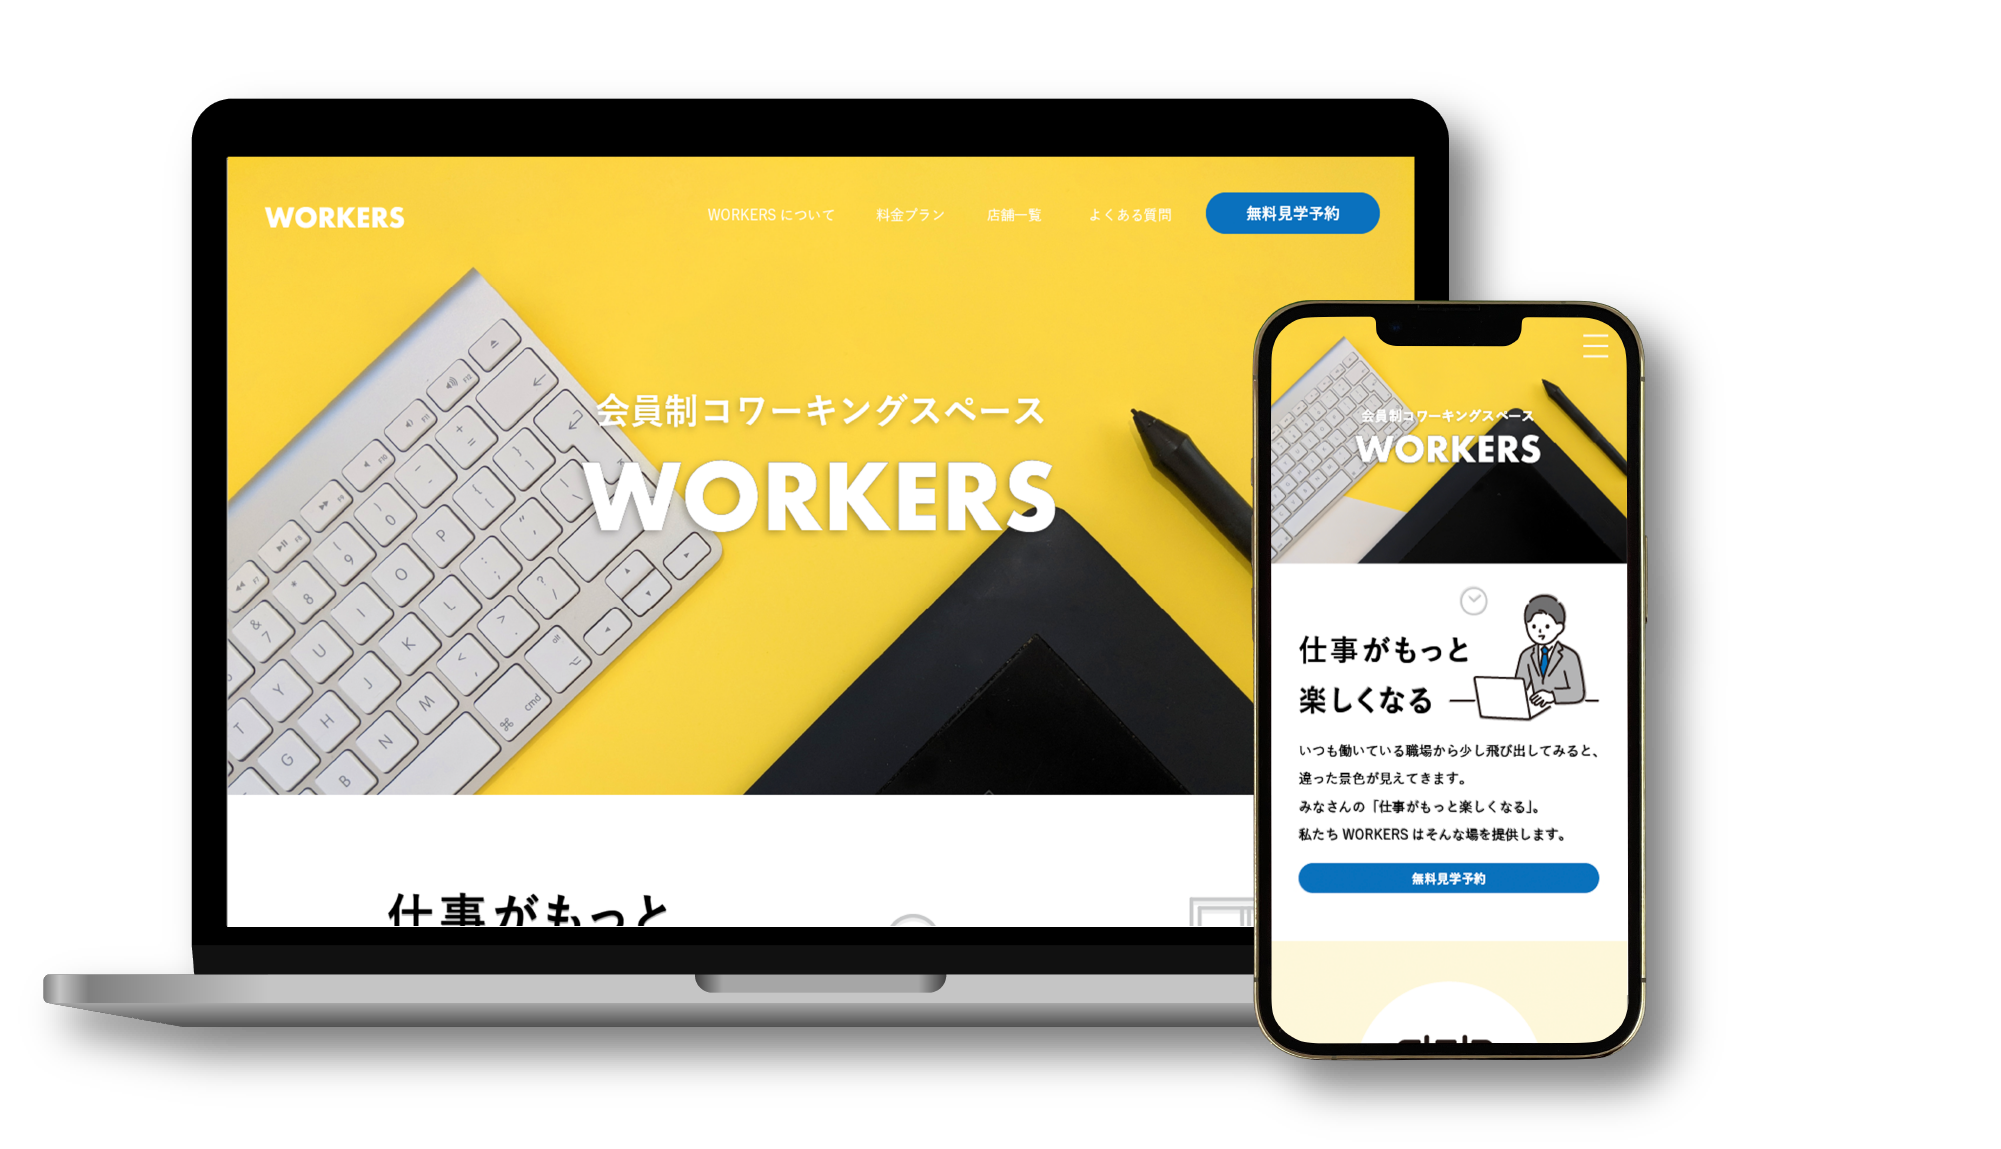 WORKERS
WORKERS について
料金プラン
店舗一覧
よくある質問
無料見学予約
会員制コワーキングスペース
WORKERS
仕事がもっと
会員制コワーキングスペース
WORKERS
仕事がもっと
楽しくなる
いつも働いている職場から少し飛び出してみると、
違った景色が見えてきます。
みなさんの「仕事がもっと楽しくなる」。
私たち WORKERS はそんな場を提供します。
無料見学予約